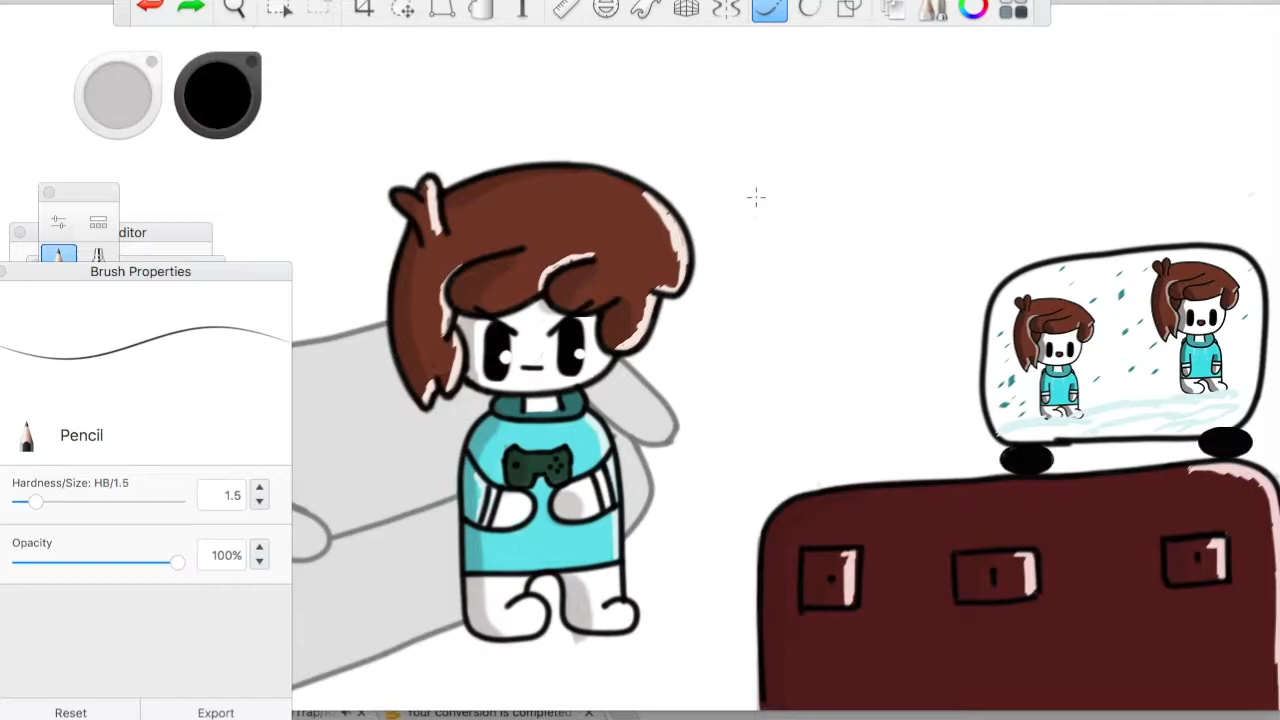 ditor
Brush Properties
Pencil
Hardness/Size: HB/1.5
1.5
Opacity
100%
Reset
Export
Your conversion is completed